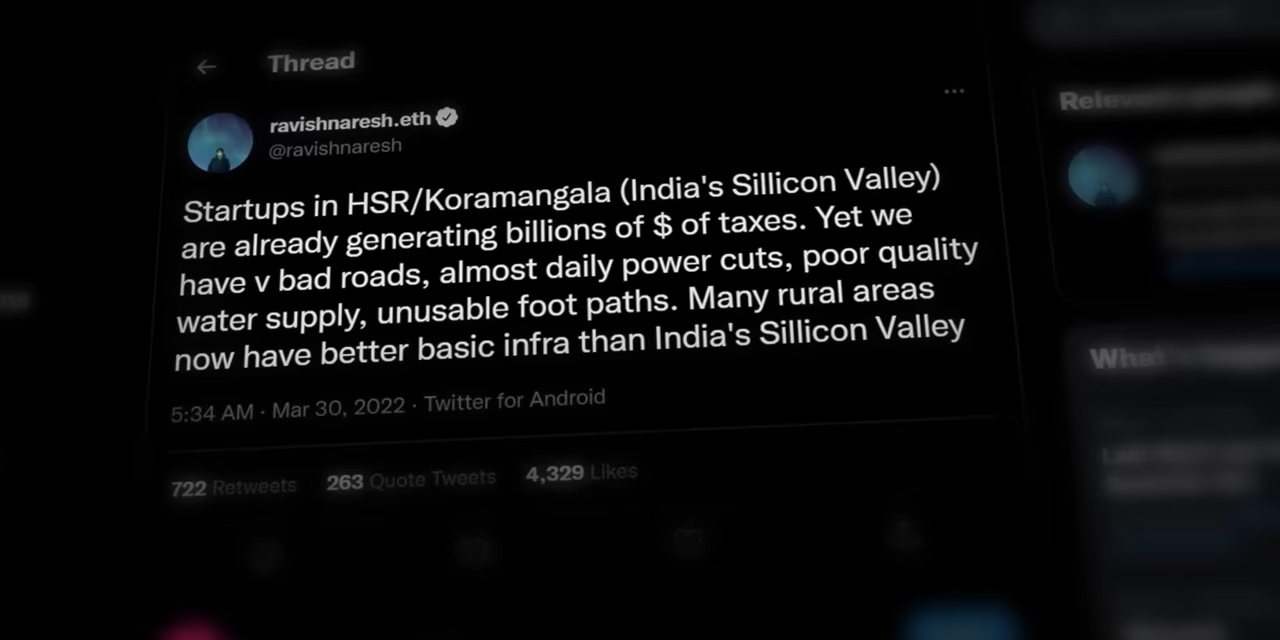 Thread
ravishnaresh.eth
@ravishnaresh
Startups in HSR/Koramangala (India's Sillicon Valley)
are already generating billions of $ of taxes. Yet we
have v bad roads, almost daily power cuts, poor quality
water supply, unusable foot paths. Many rural areas
now have better basic infra than India's Sillicon Valley
5:34 AM · Mar 30, 2022 · Twitter for Android
722 Retweets 263 Quote Tweets 4,329 Likes